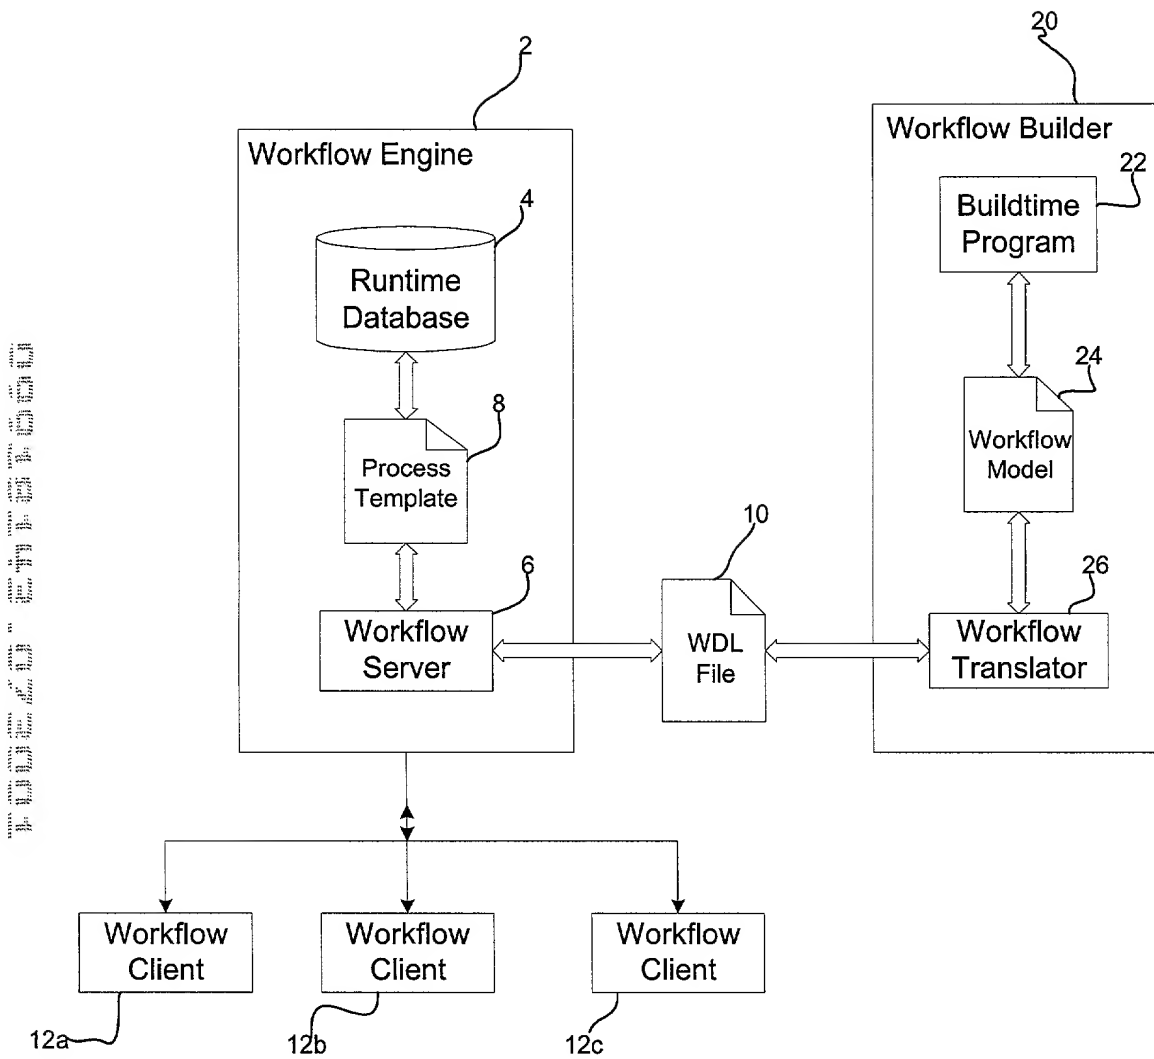 20
2
Workflow Builder
Workflow Engine
22
Buildtime
Program
4
Runtime
Database
24
8
Workflow
Model
Process
Template
10
6
26
Workflow
Server
WDL
File
Workflow
Translator
Workflow
Client
Workflow
Client
Workflow
Client
12a
12b
12c